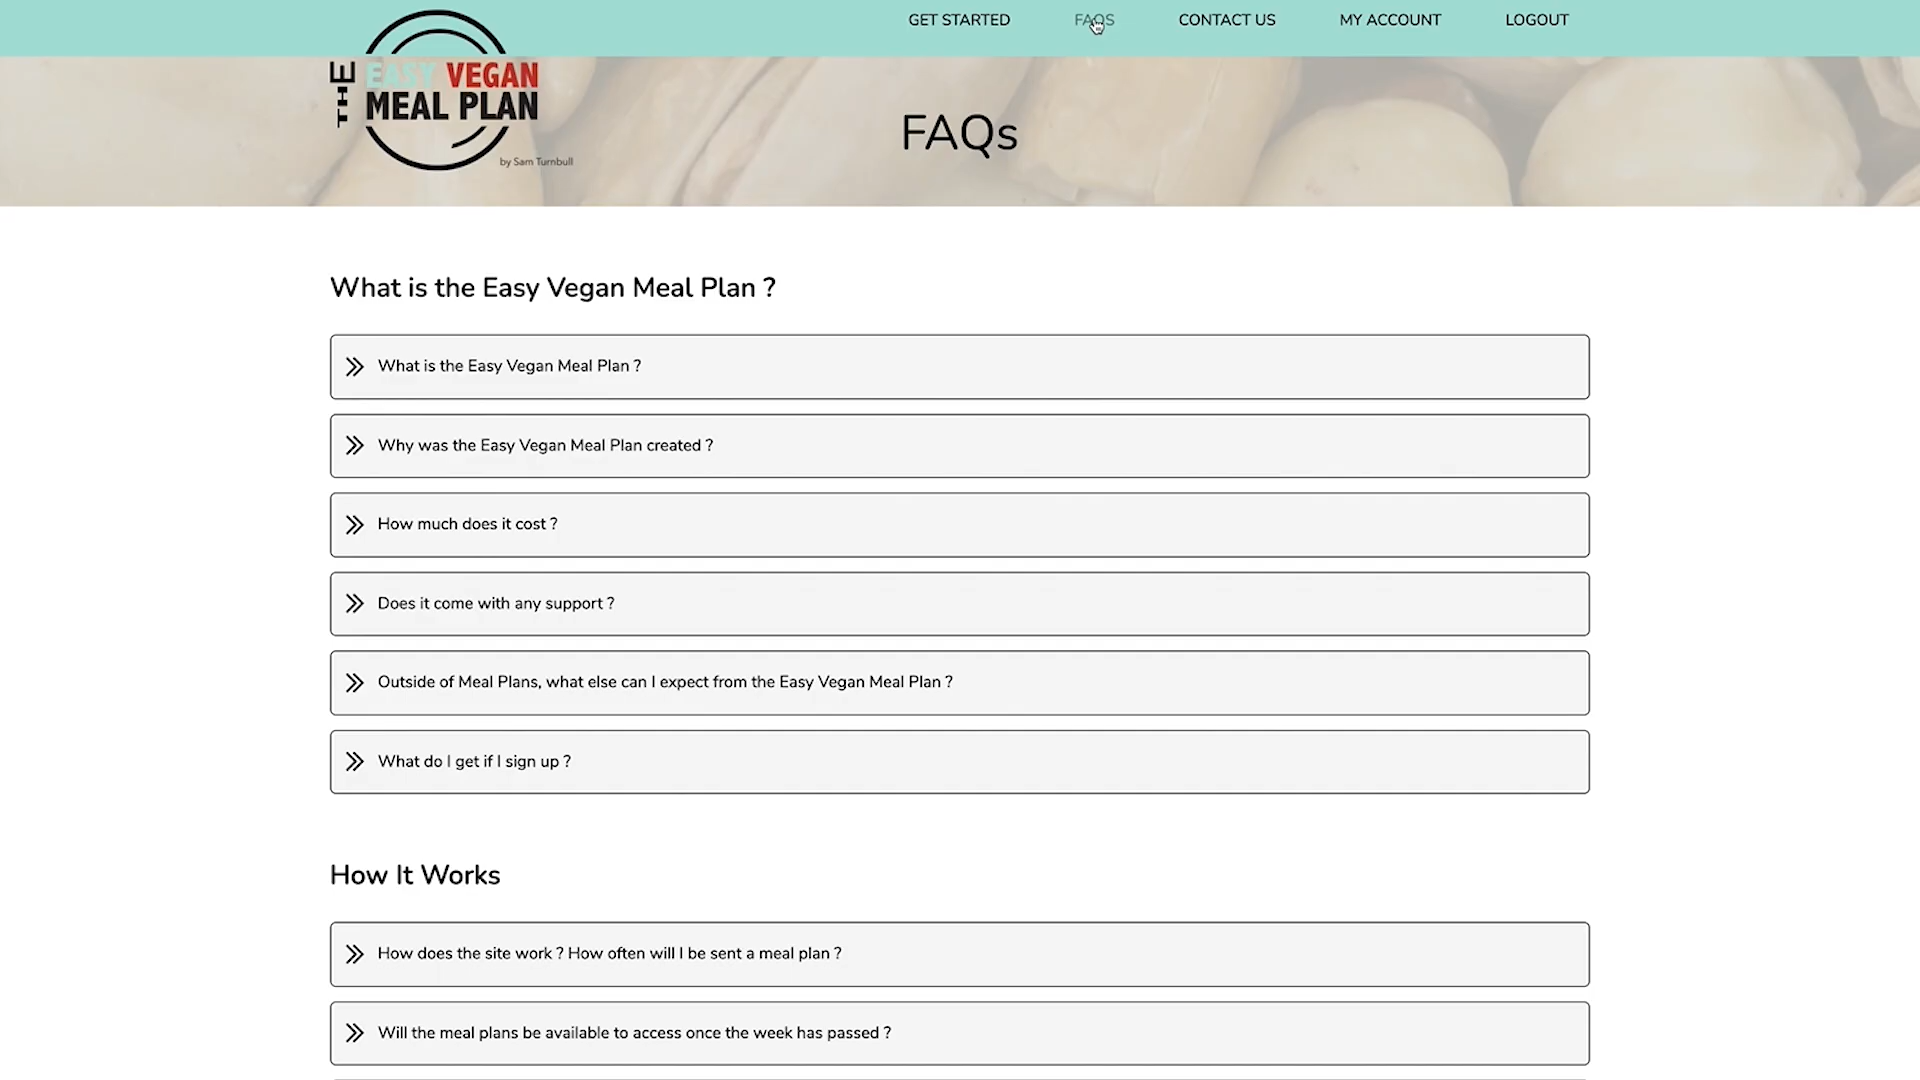 GET STARTED
FAQS
CONTACT US
MY ACCOUNT
LOGOUT
THE
EASY VEGAN
MEAL PLAN
by Sam Turnbull
FAQs
What is the Easy Vegan Meal Plan ?
What is the Easy Vegan Meal Plan ?
Why was the Easy Vegan Meal Plan created ?
How much does it cost ?
Does it come with any support ?
Outside of Meal Plans, what else can I expect from the Easy Vegan Meal Plan ?
What do I get if I sign up ?
How It Works
How does the site work ? How often will I be sent a meal plan ?
Will the meal plans be available to access once the week has passed ?